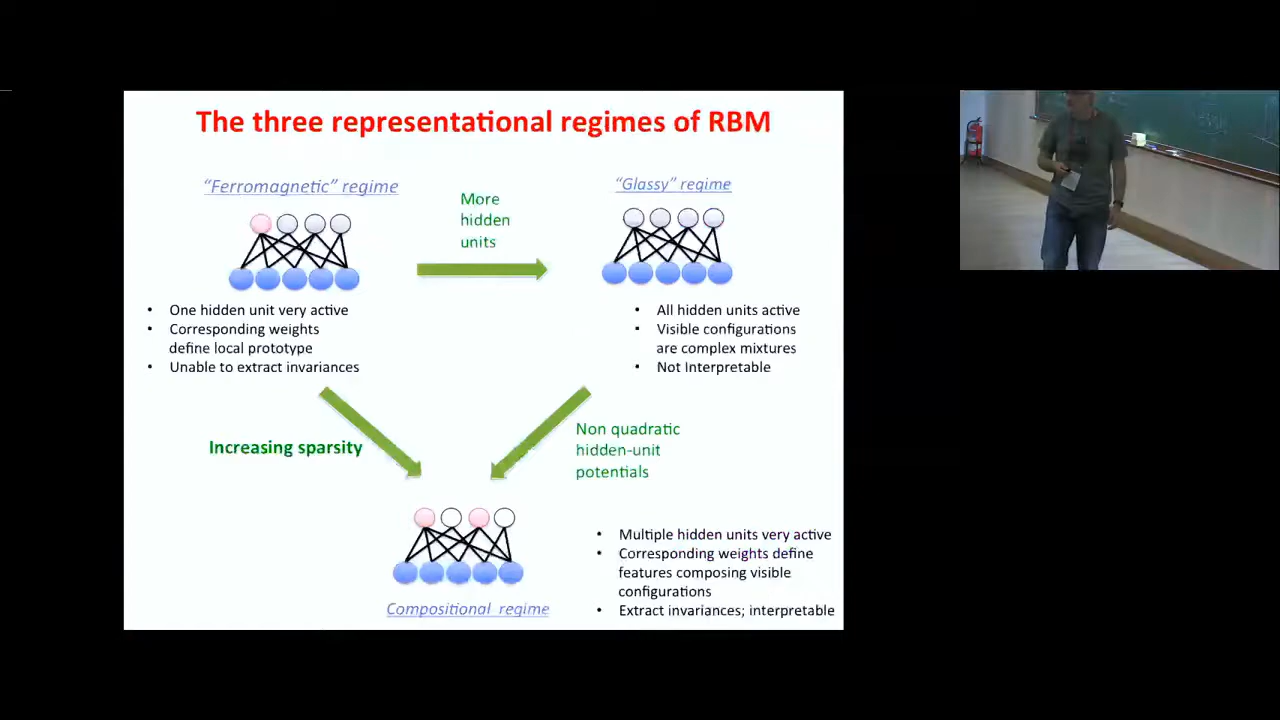 The three representational regimes of RBM
“Ferromagnetic” regime
More
hidden
units
“Glassy” regime
• One hidden unit very active
• Corresponding weights
define local prototype
• Unable to extract invariances
• All hidden units active
• Visible configurations
are complex mixtures
• Not Interpretable
Increasing sparsity
Non quadratic
hidden-unit
potentials
Compositional regime
• Multiple hidden units very active
• Corresponding weights define
features composing visible
configurations
• Extract invariances; interpretable